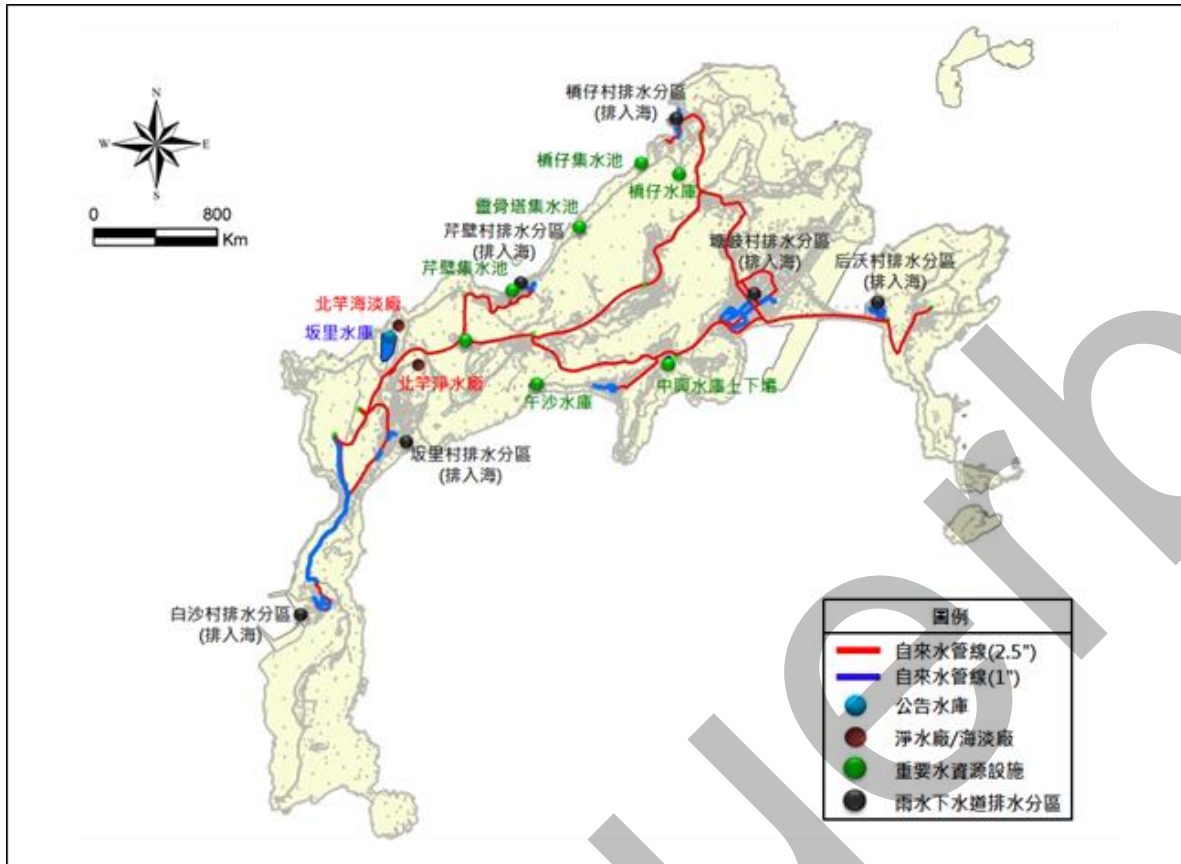 N
W
E
S
0
800
Km
橋仔村排水分區
(排入海)
橋仔集水池
橋仔水庫
靈骨塔集水池
芹壁村排水分區
(排入海)
芹壁集水池
塘岐村排水分區
(排入海)
后沃村排水分區
(排入海)
北竿海淡廠
坂里水庫
北竿淨水廠
午沙水庫
中興水庫上下壩
坂里村排水分區
(排入海)
白沙村排水分區
(排入海)
圖例
自來水管線(2.5")
自來水管線(1")
公告水庫
淨水廠/海淡廠
重要水資源設施
雨水下水道排水分區